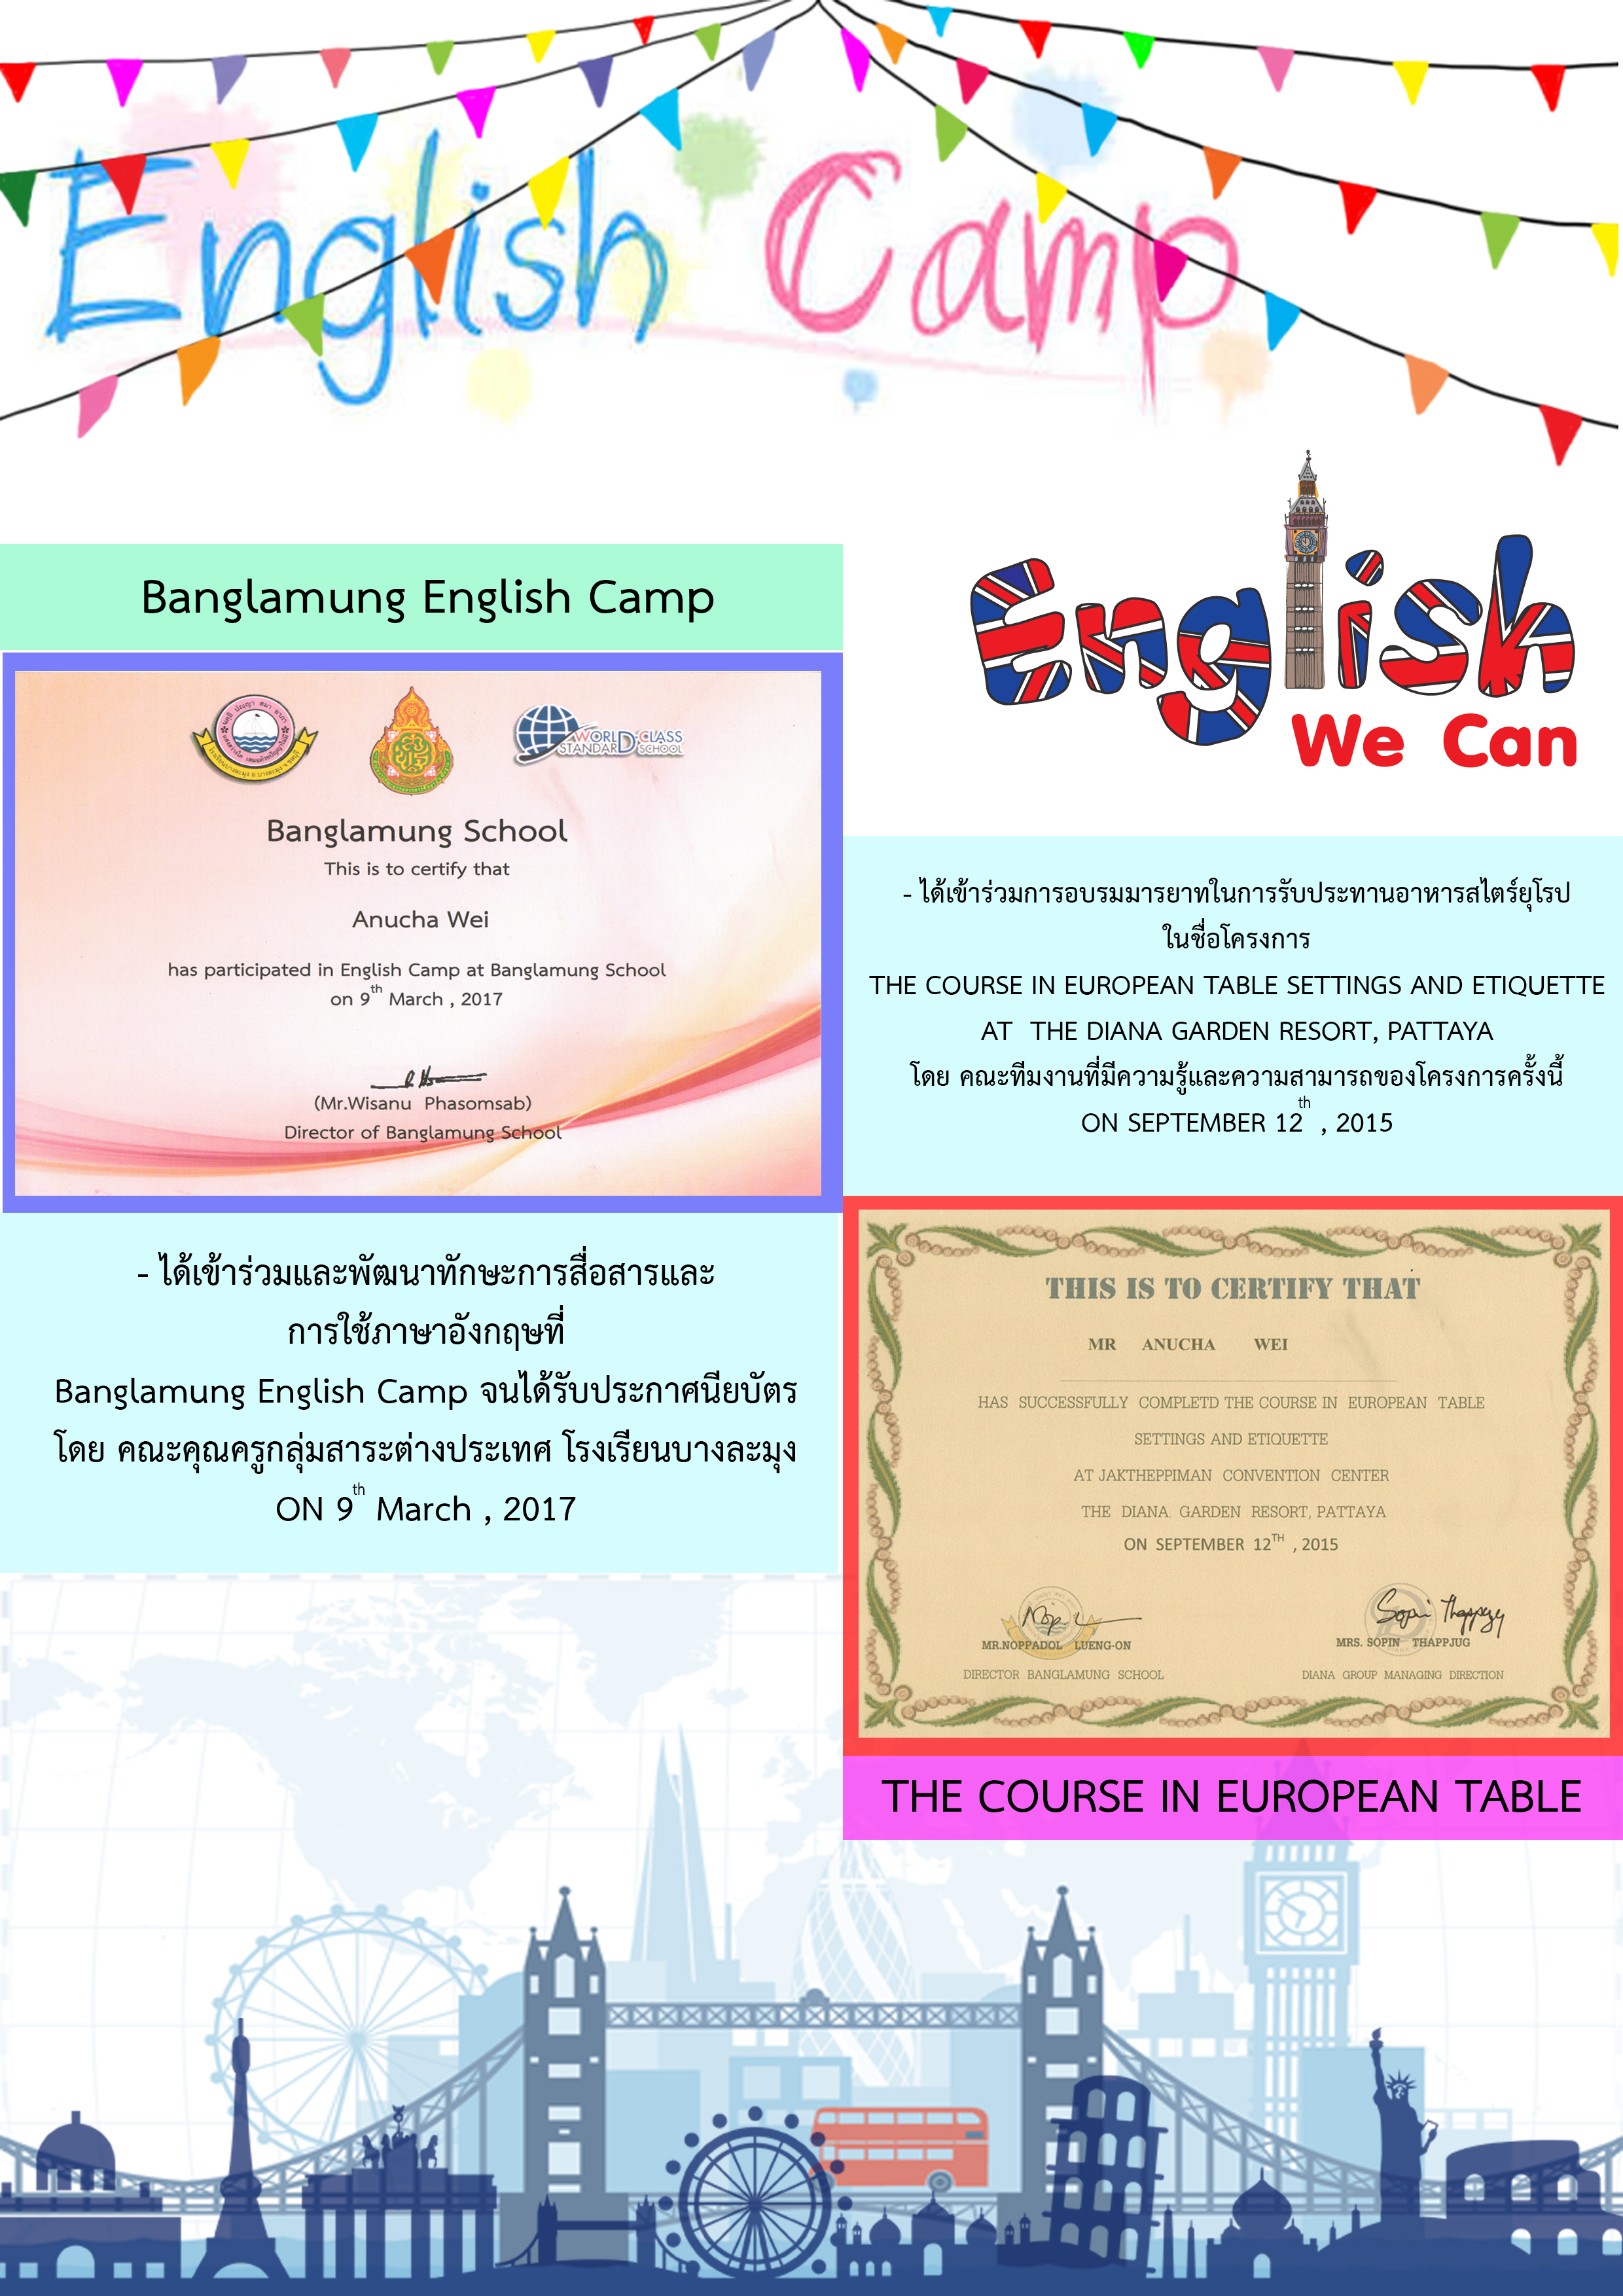 English Camp
English
We Can
Banglamung English Camp
WORLD-CLASS
STANDARD SCHOOL
Banglamung School
This is to certify that
Anucha Wei
has participated in English Camp at Banglamung School
on 9th March , 2017
(Mr.Wisanu Phasomsab)
Director of Banglamung School
- ได้เข้าร่วมและพัฒนาทักษะการสื่อสารและ
การใช้ภาษาอังกฤษที่
Banglamung English Camp จนได้รับประกาศนียบัตร
โดย คณะคุณครูกลุ่มสาระต่างประเทศ โรงเรียนบางละมุง
ON 9th March , 2017
- ได้เข้าร่วมการอบรมมารยาทในการรับประทานอาหารสไตร์ยุโรป
ในชื่อโครงการ
THE COURSE IN EUROPEAN TABLE SETTINGS AND ETIQUETTE
AT THE DIANA GARDEN RESORT, PATTAYA
โดย คณะทีมงานที่มีความรู้และความสามารถของโครงการครั้งนี้
ON SEPTEMBER 12th , 2015
THIS IS TO CERTIFY THAT
MR ANUCHA WEI
HAS SUCCESSFULLY COMPLETD THE COURSE IN EUROPEAN TABLE
SETTINGS AND ETIQUETTE
AT JAKTHEPPIMAN CONVENTION CENTER
THE DIANA GARDEN RESORT, PATTAYA
ON SEPTEMBER 12TH , 2015
MR.NOPPADOL LUENG-ON
DIRECTOR BANGLAMUNG SCHOOL
Sopin Thappjug
MRS. SOPIN THAPPJUG
DIANA GROUP MANAGING DIRECTION
THE COURSE IN EUROPEAN TABLE